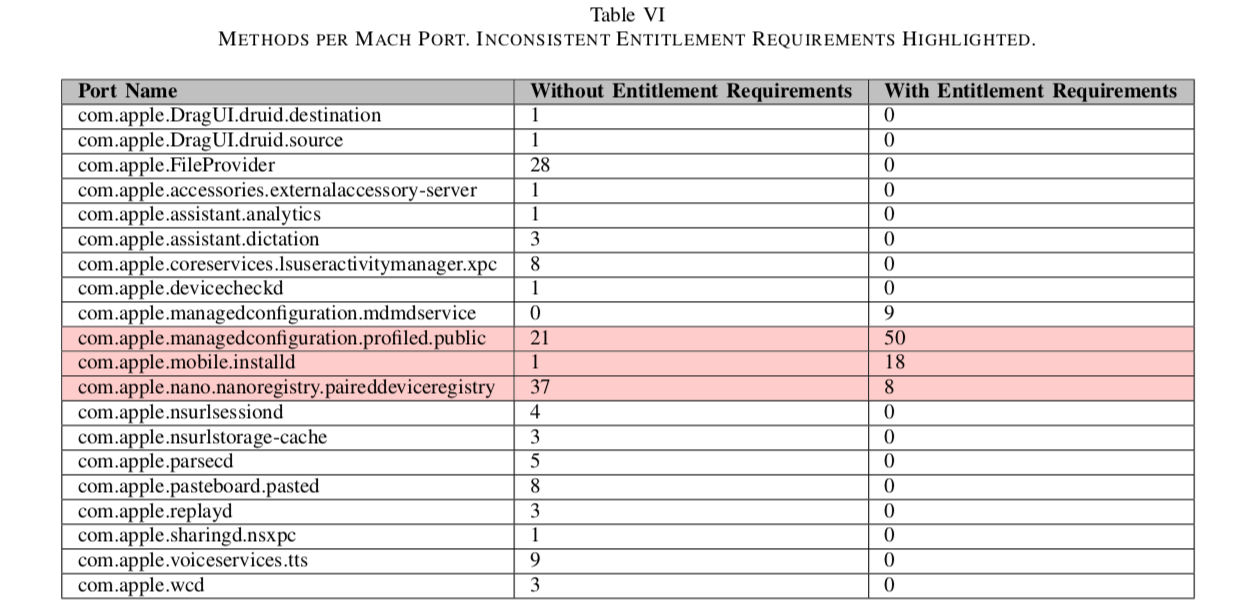 Table VI
METHODS PER MACH PORT. INCONSISTENT ENTITLEMENT REQUIREMENTS HIGHLIGHTED.
Port Name Without Entitlement Requirements With Entitlement Requirements
com.apple.DragUI.druid.destination 1 0
com.apple.DragUI.druid.source 1 0
com.apple.FileProvider 28 0
com.apple.accessories.externalaccessory-server 1 0
com.apple.assistant.analytics 1 0
com.apple.assistant.dictation 3 0
com.apple.coreservices.lsuseractivitymanager.xpc 8 0
com.apple.devicecheckd 1 0
com.apple.managedconfiguration.mdmdservice 0 9
com.apple.managedconfiguration.profiled.public 21 50
com.apple.mobile.installd 1 18
com.apple.nano.nanoregistry.paireddeviceregistry 37 8
com.apple.nsurlsessiond 4 0
com.apple.nsurlstorage-cache 3 0
com.apple.parsecd 5 0
com.apple.pasteboard.pasted 8 0
com.apple.replayd 3 0
com.apple.sharingd.nsxpc 1 0
com.apple.voiceservices.tts 9 0
com.apple.wcd 3 0